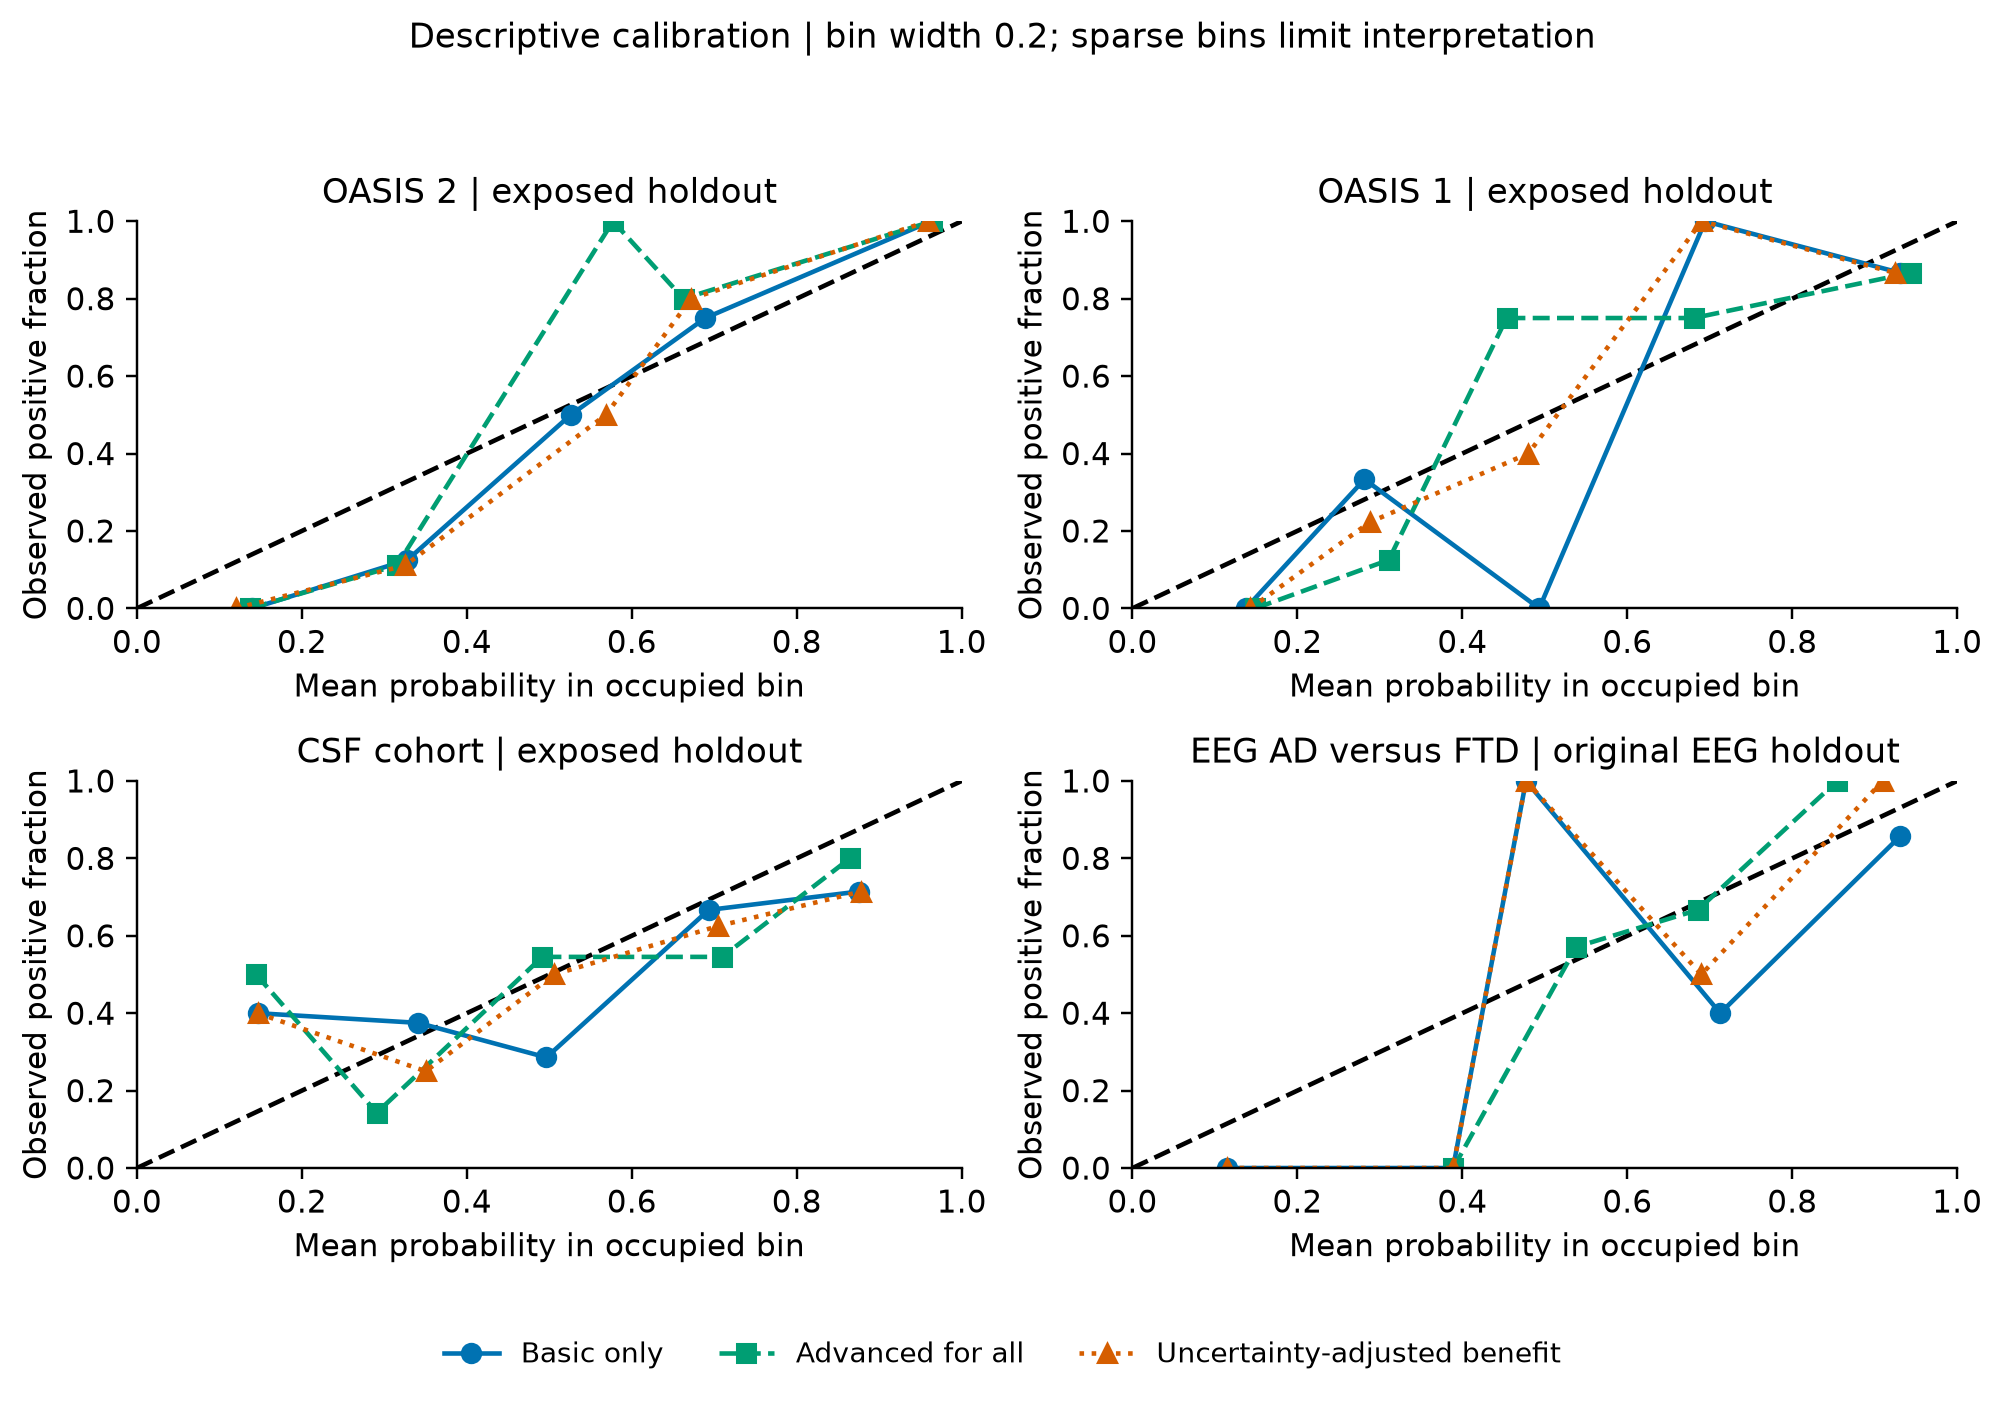 Descriptive calibration | bin width 0.2; sparse bins limit interpretation
OASIS 2 | exposed holdout
Observed positive fraction
1.0
0.8
0.6
0.4
0.2
0.0
0.0 0.2 0.4 0.6 0.8 1.0
Mean probability in occupied bin
OASIS 1 | exposed holdout
Observed positive fraction
1.0
0.8
0.6
0.4
0.2
0.0
0.0 0.2 0.4 0.6 0.8 1.0
Mean probability in occupied bin
CSF cohort | exposed holdout
Observed positive fraction
1.0
0.8
0.6
0.4
0.2
0.0
0.0 0.2 0.4 0.6 0.8 1.0
Mean probability in occupied bin
EEG AD versus FTD | original EEG holdout
Observed positive fraction
1.0
0.8
0.6
0.4
0.2
0.0
0.0 0.2 0.4 0.6 0.8 1.0
Mean probability in occupied bin
Basic only Advanced for all Uncertainty-adjusted benefit